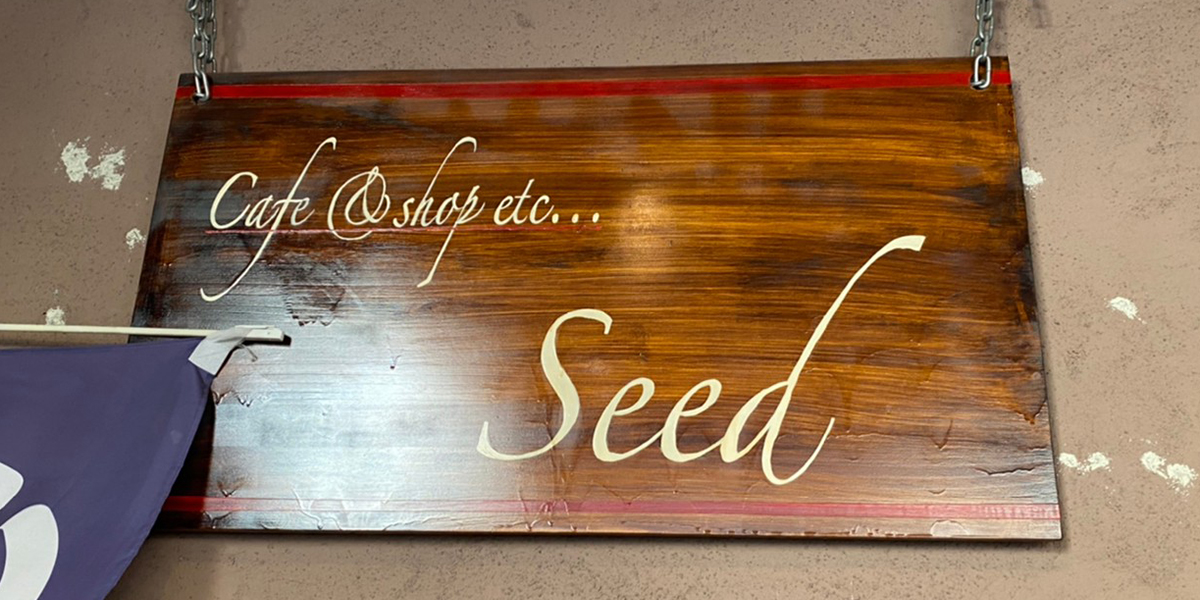 Cafe & shop etc...
Seed